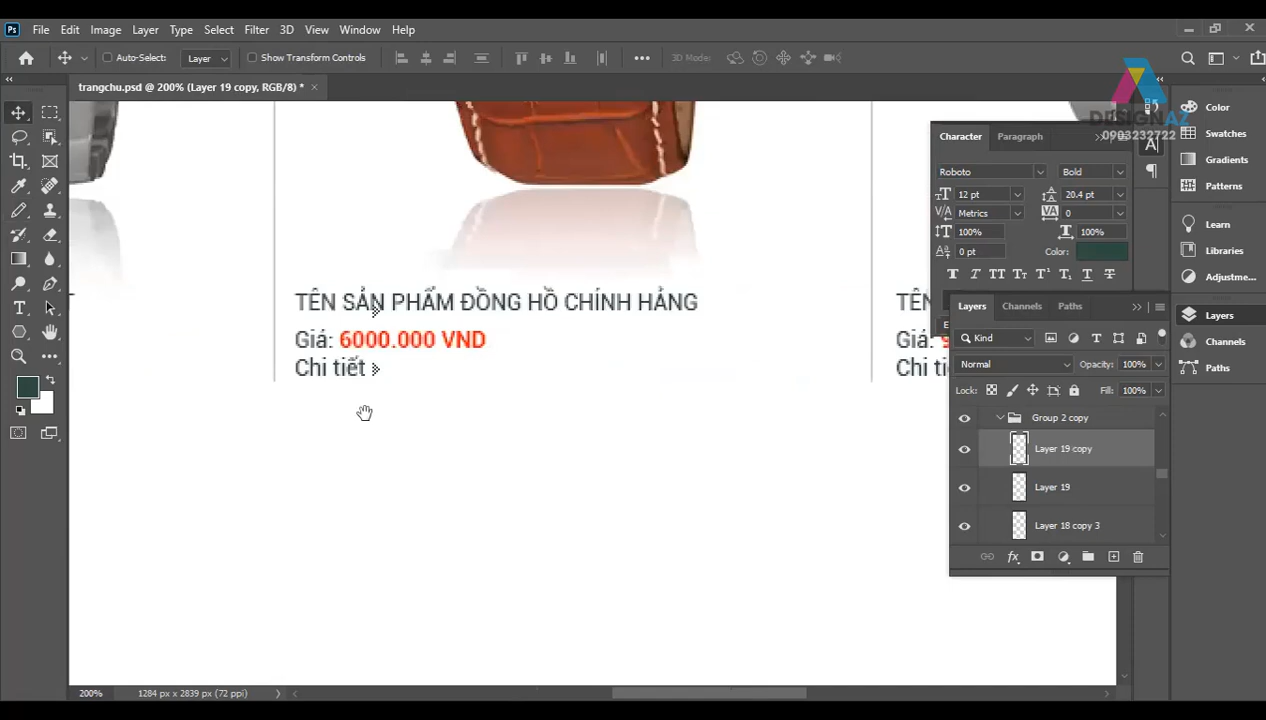 Ps File Edit Image Layer Type Select Filter 3D View Window Help
Auto-Select: Layer Show Transform Controls 3D Mode:
trangchu.psd @ 200% (Layer 19 copy, RGB/8) *
DESIGN AZ
0903232722
Color
Swatches
Gradients
Patterns
Learn
Libraries
Adjustme...
Layers
Channels
Paths
Character Paragraph
Roboto Bold
12 pt 20.4 pt
Metrics 0
100% 100%
0 pt Color:
Layers Channels Paths
Kind
Normal Opacity: 100%
Lock: Fill: 100%
Group 2 copy
Layer 19 copy
Layer 19
Layer 18 copy 3
fx
TÊN SẢN PHẨM ĐỒNG HỒ CHÍNH HẢNG
Giá: 6000.000 VND
Chi tiết
TÊN
Giá:
200% 1284 px x 2839 px (72 ppi)